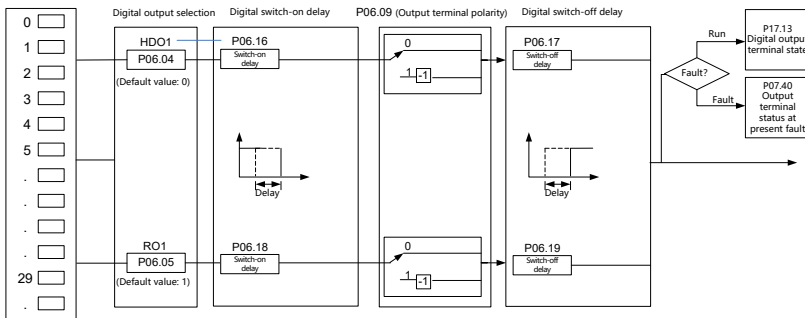 Digital output selection
Digital switch-on delay
P06.09 (Output terminal polarity)
Digital switch-off delay
0
1
2
3
4
5
.
.
.
.
29
.
HDO1
P06.04
(Default value: 0)
RO1
P06.05
(Default value: 1)
P06.16
Switch-on
delay
Delay
P06.18
Switch-on
delay
0
1
-1
0
1
-1
P06.17
Switch-off
delay
Delay
P06.19
Switch-off
delay
Run
Fault?
Fault
P17.13
Digital output
terminal state
P07.40
Output
terminal
status at
present fault